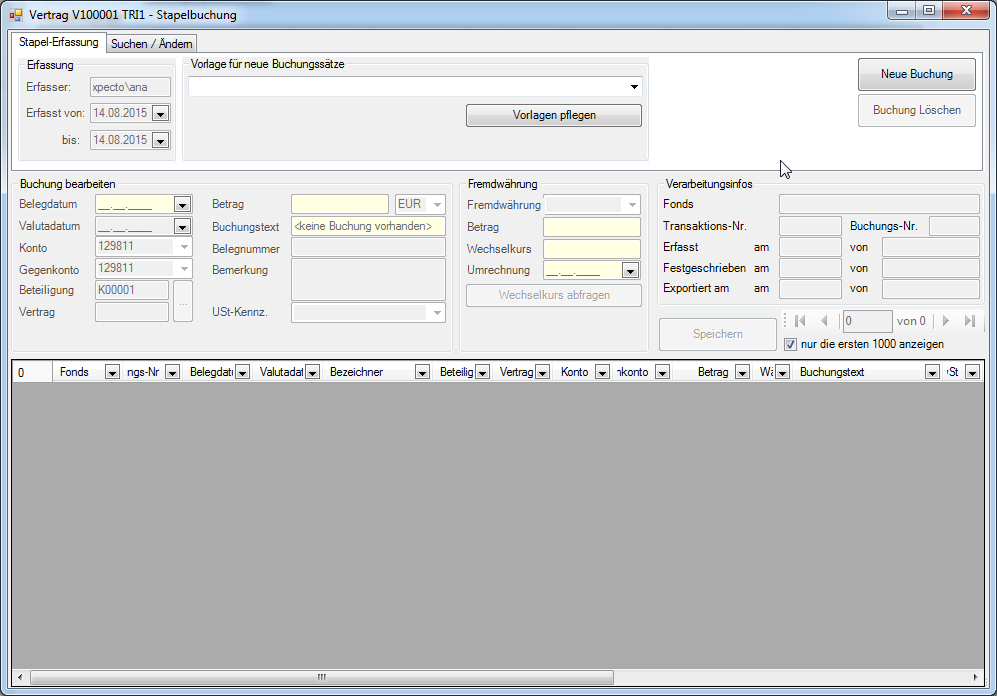 Vertrag V100001 TRI1 - Stapelbuchung
Stapel-Erfassung Suchen / Ändern
Erfassung
Erfasser: xpecto\ana
Erfasst von: 14.08.2015
bis: 14.08.2015
Vorlage für neue Buchungssätze
Vorlagen pflegen
Neue Buchung
Buchung Löschen
Buchung bearbeiten
Belegdatum __.__.____
Valutadatum __.__.____
Konto 129811
Gegenkonto 129811
Beteiligung K00001
Vertrag ...
Betrag EUR
Buchungstext <keine Buchung vorhanden>
Belegnummer
Bemerkung
USt-Kennz.
Fremdwährung
Fremdwährung
Betrag
Wechselkurs
Umrechnung __.__.____
Wechselkurs abfragen
Verarbeitungsinfos
Fonds
Transaktions-Nr. Buchungs-Nr.
Erfasst am von
Festgeschrieben am von
Exportiert am am von
Speichern
0 von 0
nur die ersten 1000 anzeigen
0 Fonds ngs-Nr Belegdatu Valutadat Bezeichner Beteilig Vertrag Konto nkonto Betrag Wä Buchungstext St